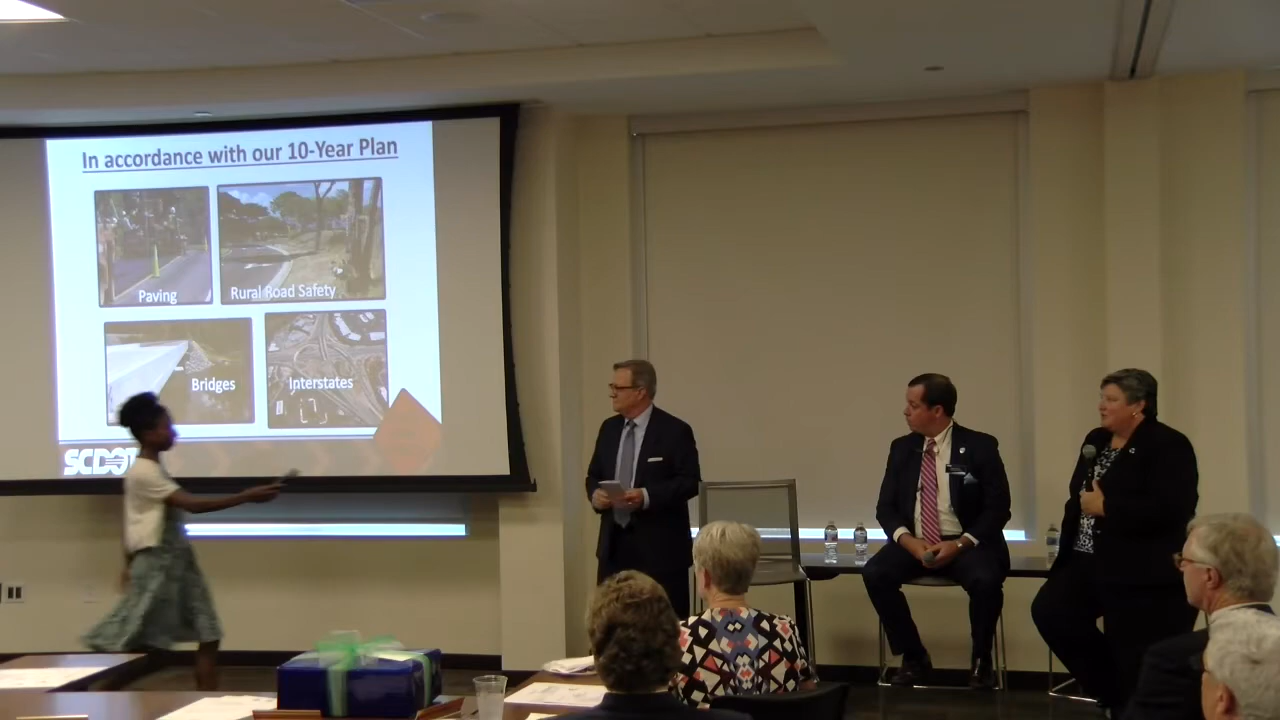 In accordance with our 10-Year Plan
Paving
Rural Road Safety
Bridges
Interstates
SCDOT